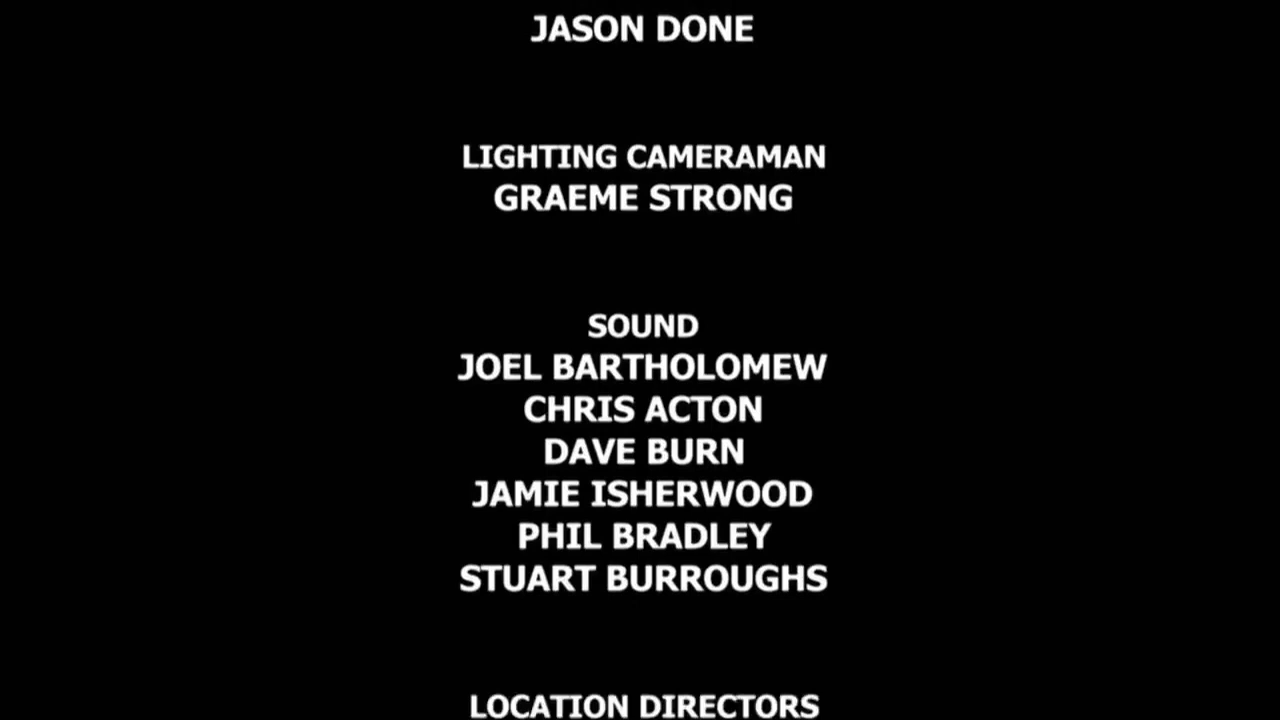 JASON DONE
LIGHTING CAMERAMAN
GRAEME STRONG
SOUND
JOEL BARTHOLOMEW
CHRIS ACTON
DAVE BURN
JAMIE ISHERWOOD
PHIL BRADLEY
STUART BURROUGHS
LOCATION DIRECTORS